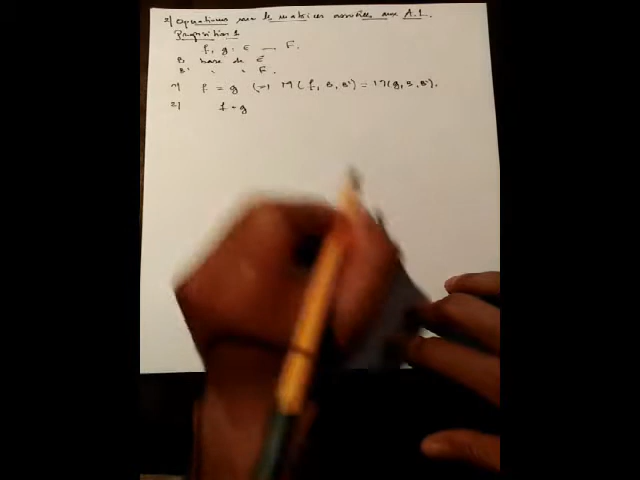 2/ Opérations sur les matrices associées aux A.L.
Proposition 1
f, g : E — F.
B base de E
B' " " F.
1) f = g <=> M(f, B, B') = M(g, B, B').
2) f + g